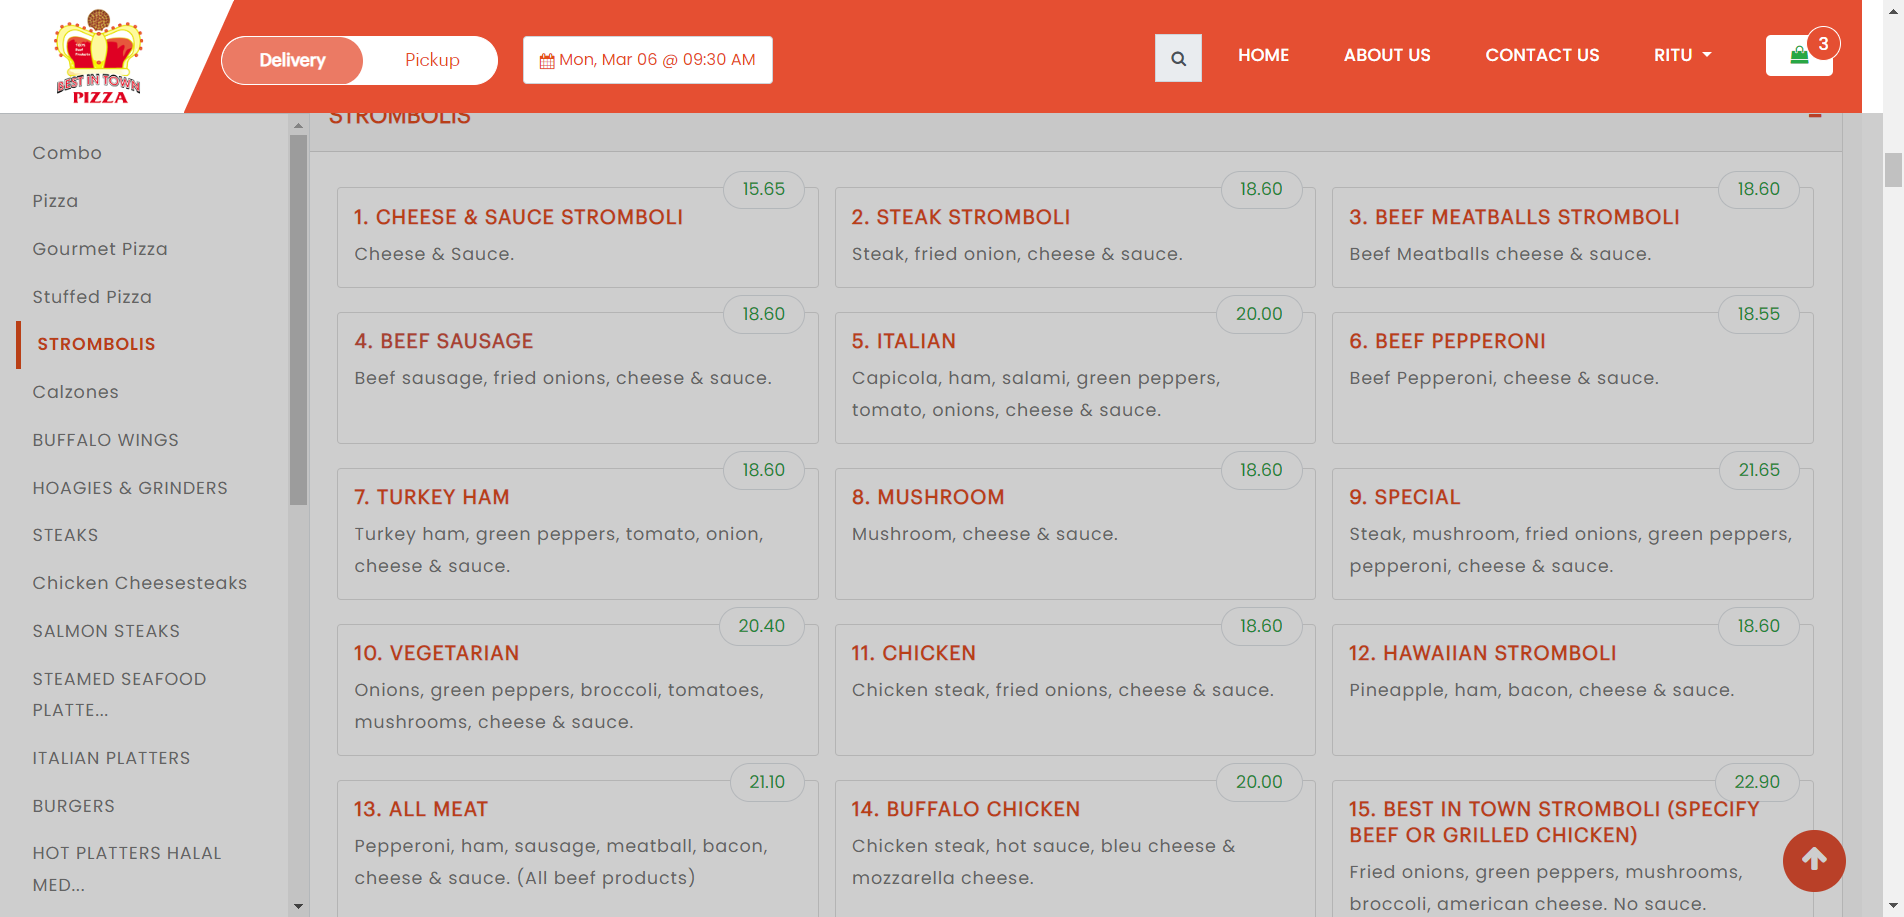 BEST IN TOWN
PIZZA
Delivery
Pickup
Mon, Mar 06 @ 09:30 AM
HOME
ABOUT US
CONTACT US
RITU
3
Combo
Pizza
Gourmet Pizza
Stuffed Pizza
STROMBOLIS
Calzones
BUFFALO WINGS
HOAGIES & GRINDERS
STEAKS
Chicken Cheesesteaks
SALMON STEAKS
STEAMED SEAFOOD
PLATTE...
ITALIAN PLATTERS
BURGERS
HOT PLATTERS HALAL
MED...
STROMBOLIS
15.65
1. CHEESE & SAUCE STROMBOLI
Cheese & Sauce.
18.60
2. STEAK STROMBOLI
Steak, fried onion, cheese & sauce.
18.60
3. BEEF MEATBALLS STROMBOLI
Beef Meatballs cheese & sauce.
18.60
4. BEEF SAUSAGE
Beef sausage, fried onions, cheese & sauce.
20.00
5. ITALIAN
Capicola, ham, salami, green peppers,
tomato, onions, cheese & sauce.
18.55
6. BEEF PEPPERONI
Beef Pepperoni, cheese & sauce.
18.60
7. TURKEY HAM
Turkey ham, green peppers, tomato, onion,
cheese & sauce.
18.60
8. MUSHROOM
Mushroom, cheese & sauce.
21.65
9. SPECIAL
Steak, mushroom, fried onions, green peppers,
pepperoni, cheese & sauce.
20.40
10. VEGETARIAN
Onions, green peppers, broccoli, tomatoes,
mushrooms, cheese & sauce.
18.60
11. CHICKEN
Chicken steak, fried onions, cheese & sauce.
18.60
12. HAWAIIAN STROMBOLI
Pineapple, ham, bacon, cheese & sauce.
21.10
13. ALL MEAT
Pepperoni, ham, sausage, meatball, bacon,
cheese & sauce. (All beef products)
20.00
14. BUFFALO CHICKEN
Chicken steak, hot sauce, bleu cheese &
mozzarella cheese.
22.90
15. BEST IN TOWN STROMBOLI (SPECIFY
BEEF OR GRILLED CHICKEN)
Fried onions, green peppers, mushrooms,
broccoli, american cheese. No sauce.